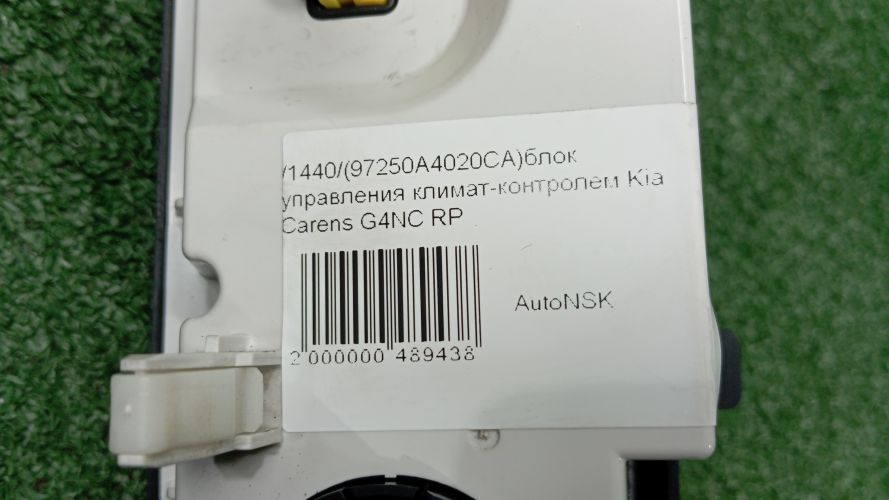 /1440/(97250A4020CA)блок
управления климат-контролем Kia
Carens G4NC RP
AutoNSK
2 000000 489438